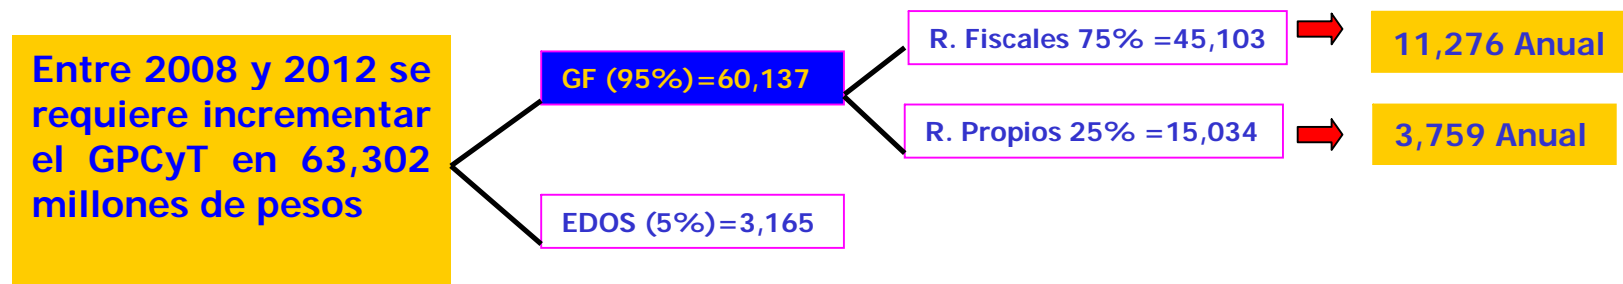 Entre 2008 y 2012 se
requiere incrementar
el GPCyT en 63,302
millones de pesos
GF (95%)=60,137
EDOS (5%)=3,165
R. Fiscales 75% =45,103
R. Propios 25% =15,034
11,276 Anual
3,759 Anual